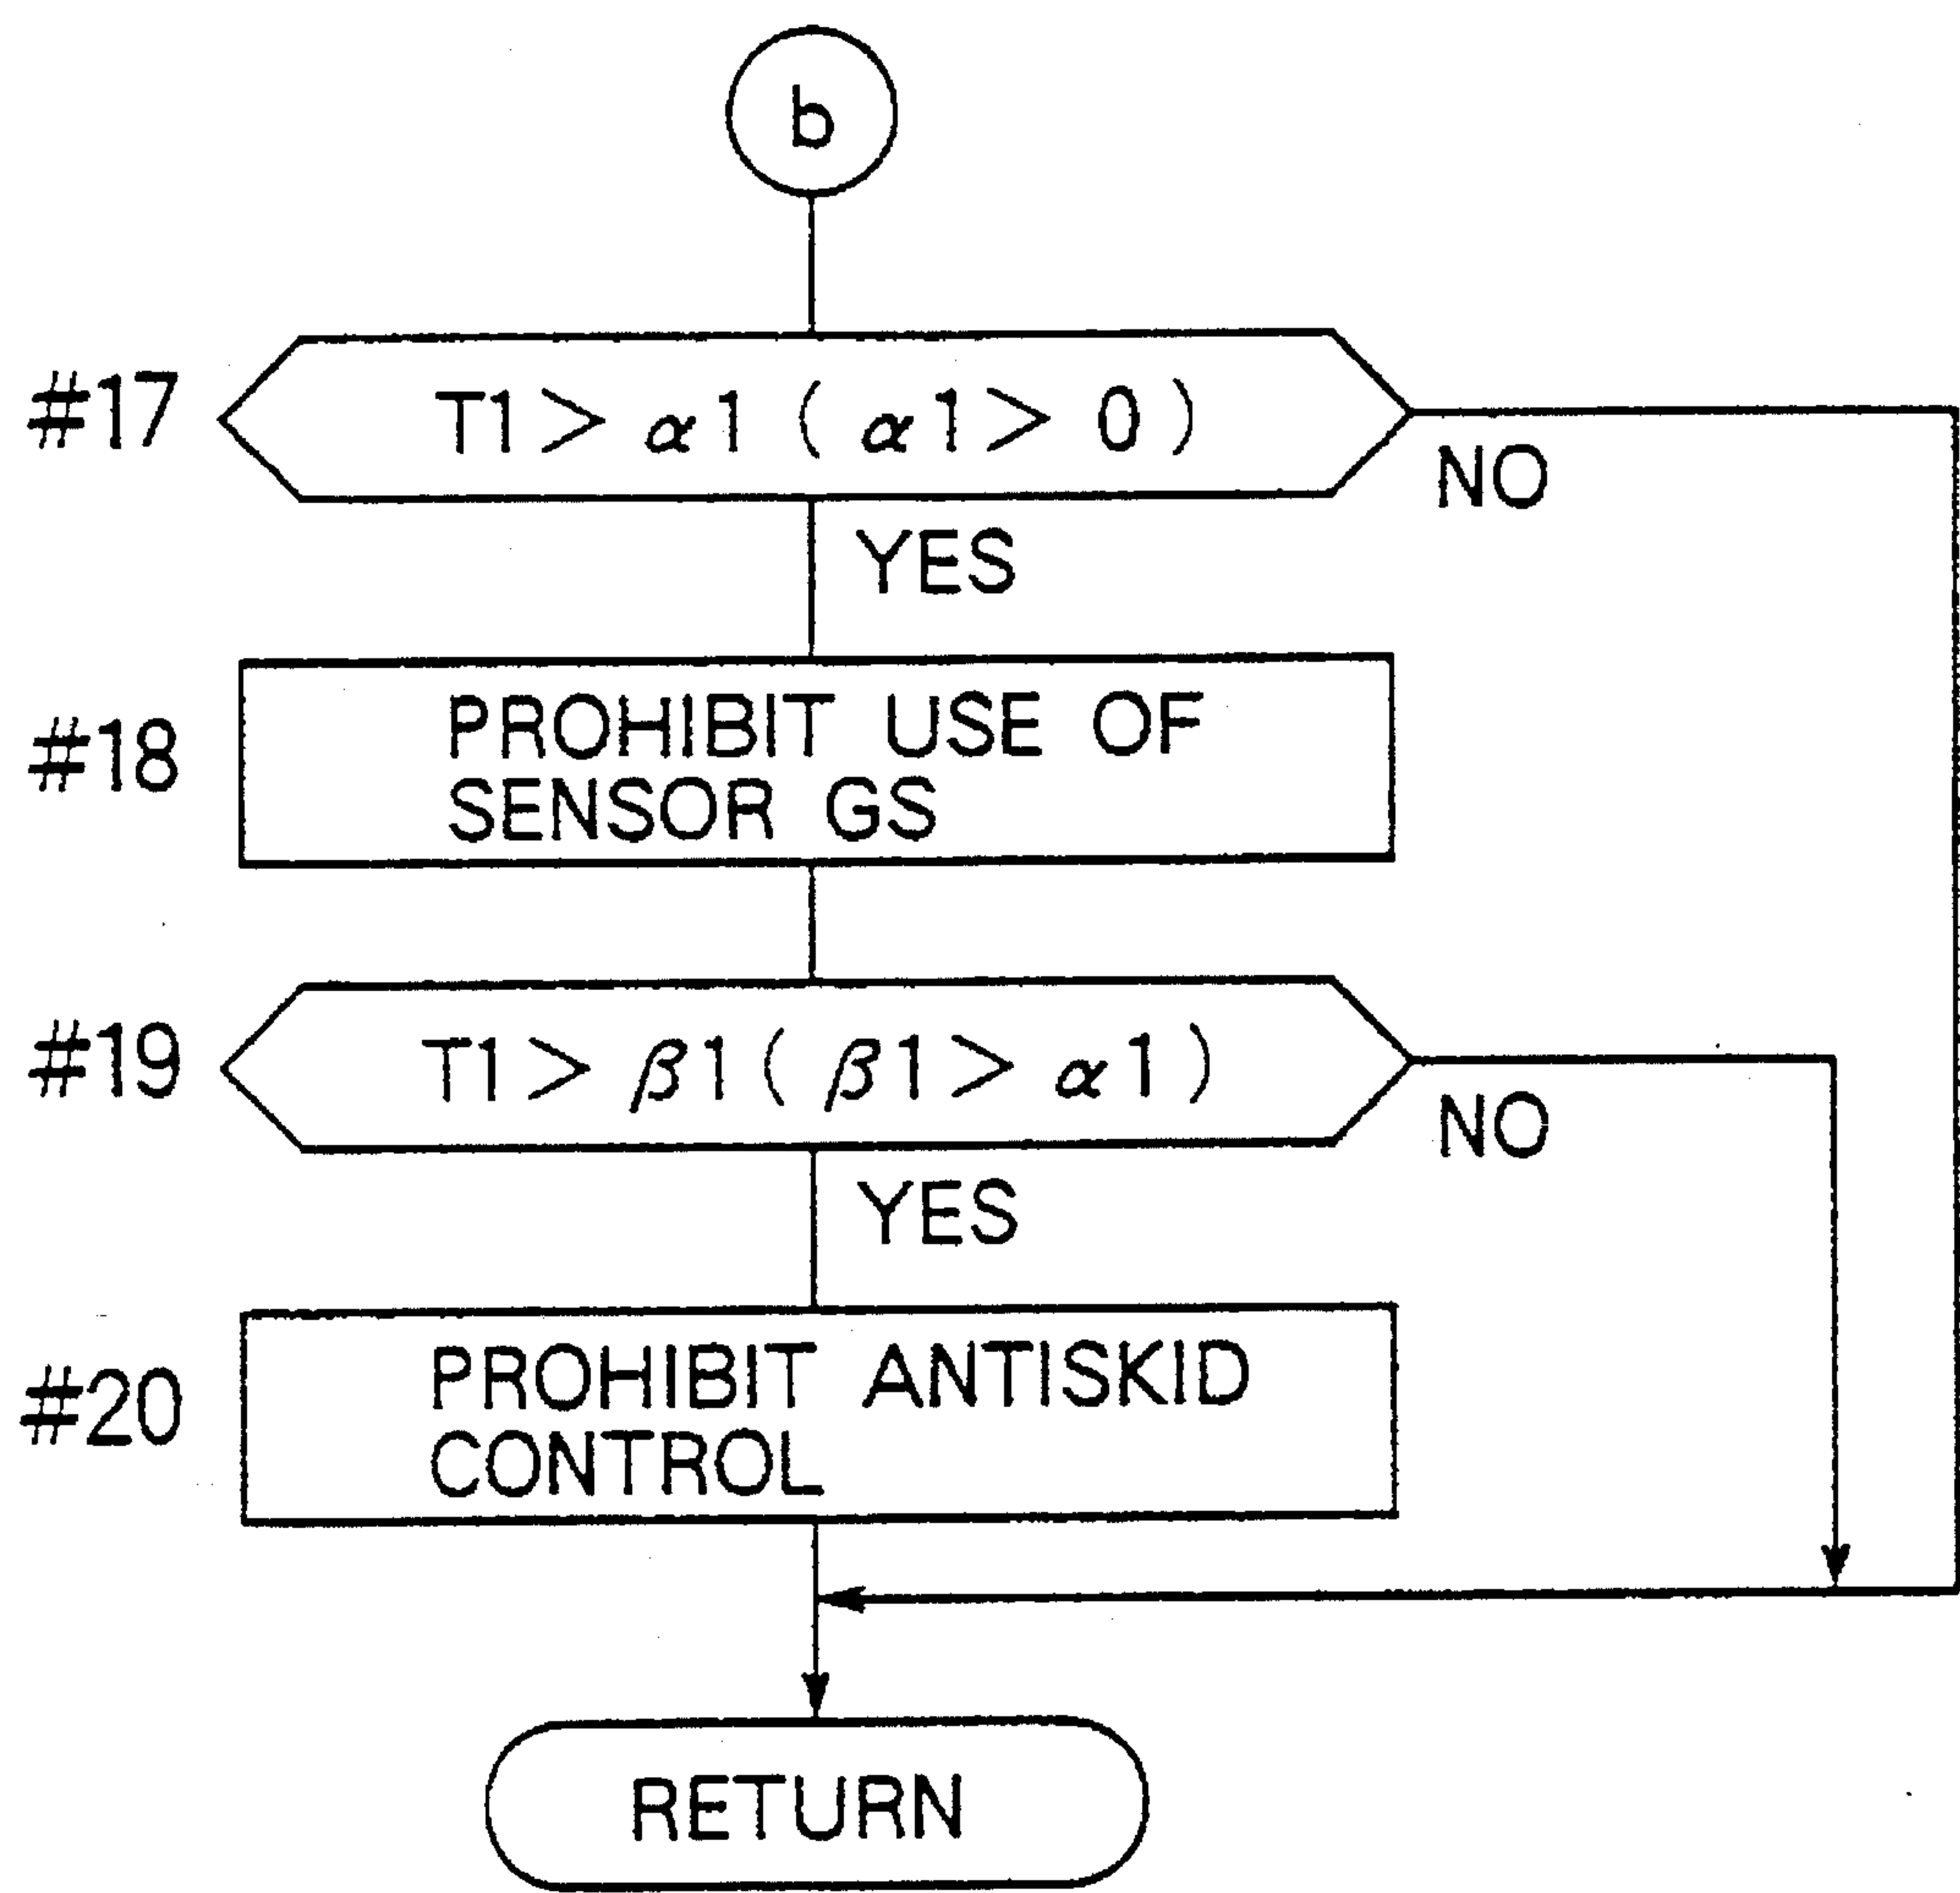 b
#17
T1 > α1 ( α1 > 0 )
NO
YES
#18
PROHIBIT USE OF
SENSOR GS
#19
T1 > β1 ( β1 > α1 )
NO
YES
#20
PROHIBIT ANTISKID
CONTROL
RETURN